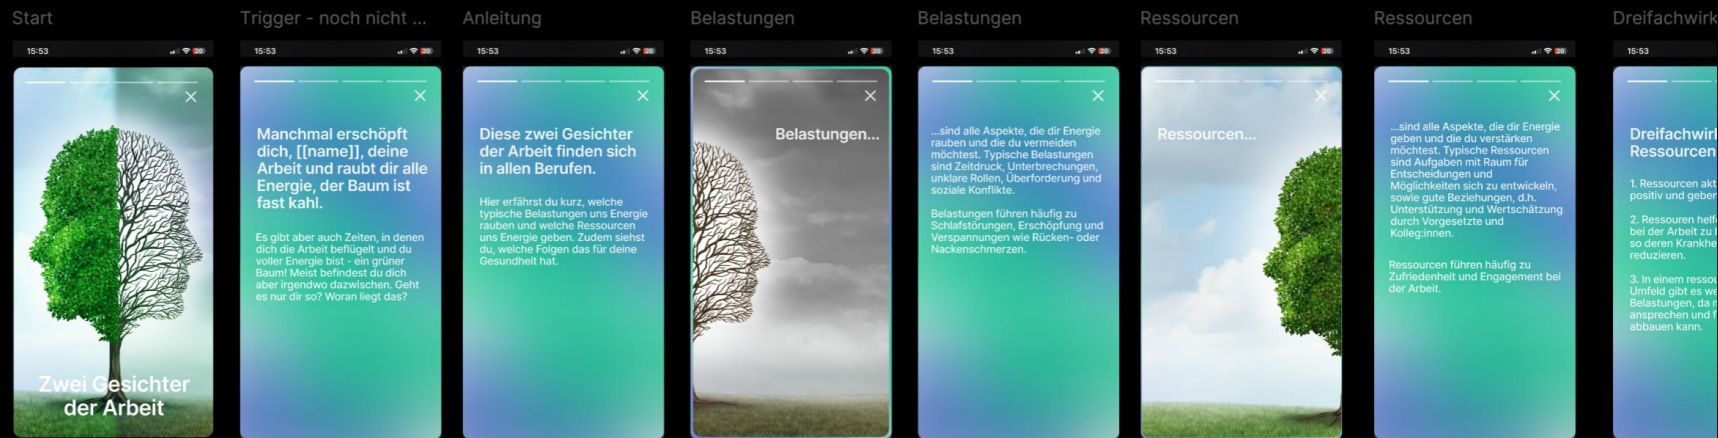 Start
15:53
20
Zwei Gesichter
der Arbeit
Trigger - noch nicht ...
15:53
20
Manchmal erschöpft
dich, [[name]], deine
Arbeit und raubt dir alle
Energie, der Baum ist
fast kahl.
Es gibt aber auch Zeiten, in denen
dich die Arbeit beflügelt und du
voller Energie bist - ein grüner
Baum! Meist befindest du dich
aber irgendwo dazwischen. Geht
es nur dir so? Woran liegt das?
Anleitung
15:53
20
Diese zwei Gesichter
der Arbeit finden sich
in allen Berufen.
Hier erfährst du kurz, welche
typische Belastungen uns Energie
rauben und welche Ressourcen
uns Energie geben. Zudem siehst
du, welche Folgen das für deine
Gesundheit hat.
Belastungen
15:53
20
Belastungen...
Belastungen
15:53
20
...sind alle Aspekte, die dir Energie
rauben und die du vermeiden
möchtest. Typische Belastungen
sind Zeitdruck, Unterbrechungen,
unklare Rollen, Überforderung und
soziale Konflikte.
Belastungen führen häufig zu
Schlafstörungen, Erschöpfung und
Verspannungen wie Rücken- oder
Nackenschmerzen.
Ressourcen
15:53
20
Ressourcen...
Ressourcen
15:53
20
...sind alle Aspekte, die dir Energie
geben und die du verstärken
möchtest. Typische Ressourcen
sind Aufgaben mit Raum für
Entscheidungen und
Möglichkeiten sich zu entwickeln,
sowie gute Beziehungen, d.h.
Unterstützung und Wertschätzung
durch Vorgesetzte und
Kolleg:innen.
Ressourcen führen häufig zu
Zufriedenheit und Engagement bei
der Arbeit.
Dreifachwirk
15:53
Dreifachwirk
Ressourcen
1. Ressourcen akt
positiv und geben
2. Ressouren helfe
bei der Arbeit zu
so deren Krankhe
reduzieren.
3. In einem ressou
Umfeld gibt es we
Belastungen, da
ansprechen und f
abbauen kann.